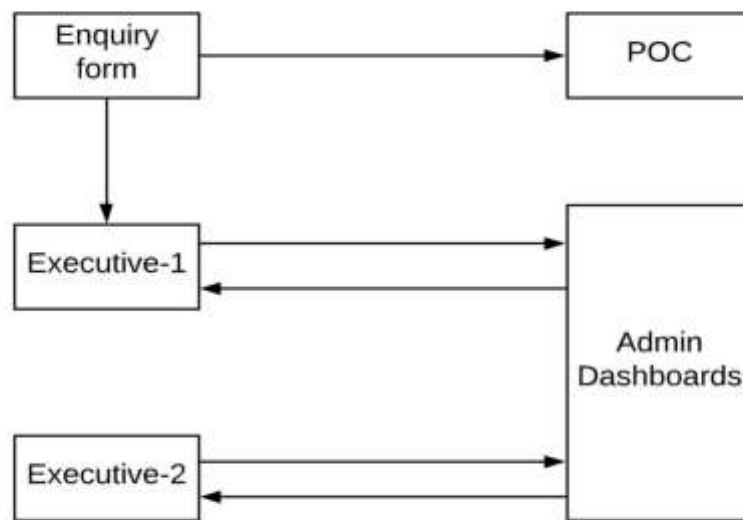 Enquiry
form
POC
Executive-1
Admin
Dashboards
Executive-2